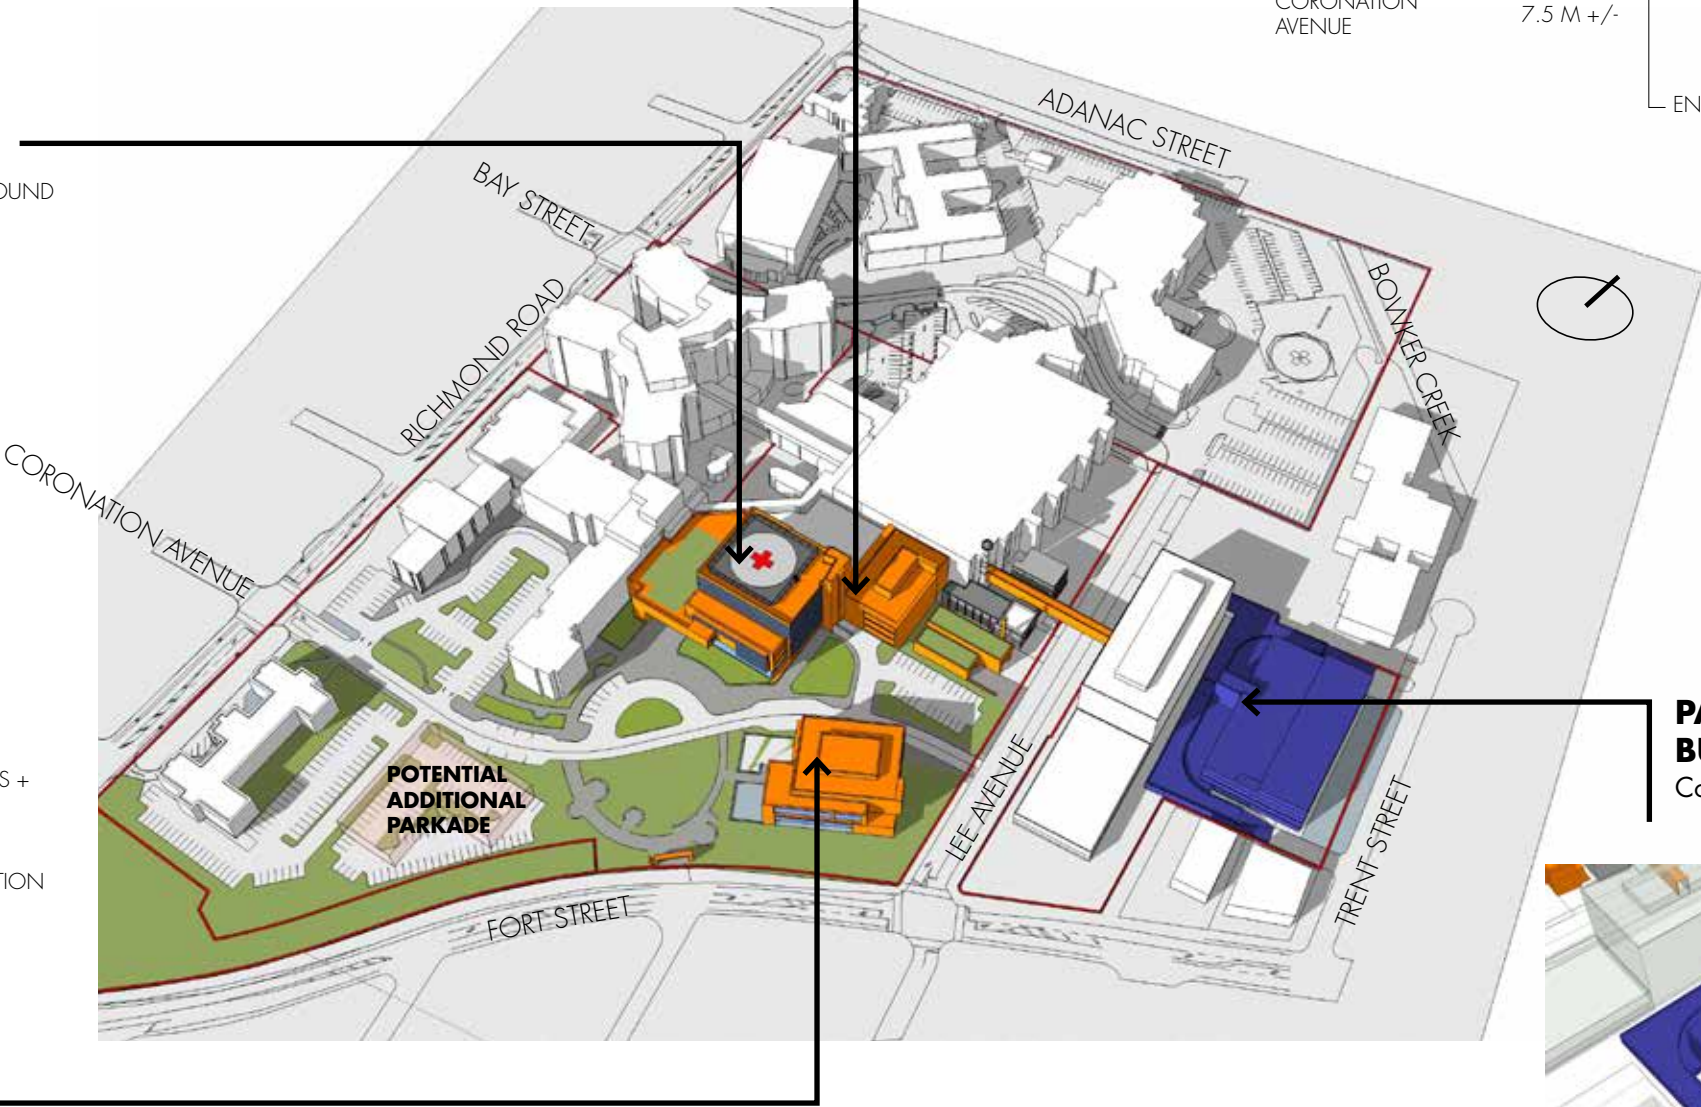 CORONATION
AVENUE
7.5 M +/-
EN
ADANAC STREET
OUND
BAY STREET
BOWKER CREEK
RICHMOND ROAD
CORONATION AVENUE
PA
BU
Co
S +
POTENTIAL
ADDITIONAL
PARKADE
LEE AVENUE
TRENT STREET
TION
FORT STREET